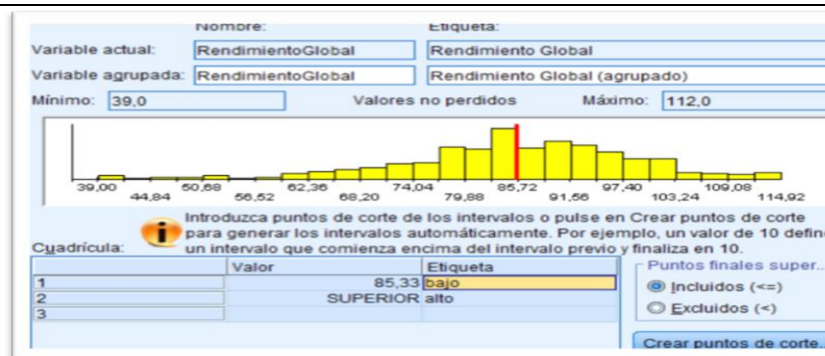 Nombre: Etiqueta:
Variable actual: RendimientoGlobal Rendimiento Global
Variable agrupada: RendimientoGlobal Rendimiento Global (agrupado)
Mínimo: 39,0 Valores no perdidos Máximo: 112,0
39,00 50,68 62,36 74,04 85,72 97,40 109,08
44,84 56,52 68,20 79,88 91,56 103,24 114,92
Introduzca puntos de corte de los intervalos o pulse en Crear puntos de corte
para generar los intervalos automáticamente. Por ejemplo, un valor de 10 define
Cuadrícula: un intervalo que comienza encima del intervalo previo y finaliza en 10.
Valor Etiqueta Puntos finales super...
1 85,33 bajo Incluidos (<=)
2 SUPERIOR alto Excluidos (<)
3
Crear puntos de corte...